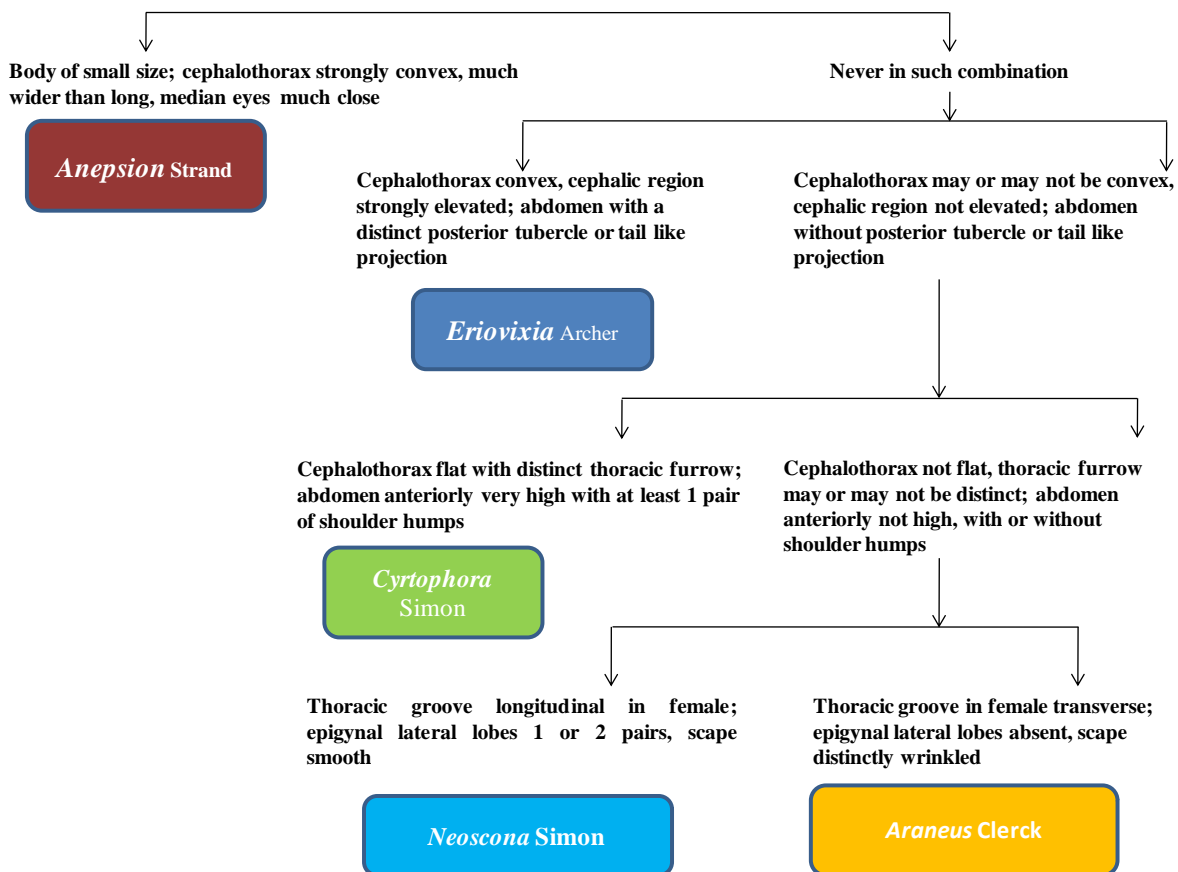 Body of small size; cephalothorax strongly convex, much
wider than long, median eyes much close
Never in such combination
Anepsion Strand
Cephalothorax convex, cephalic region
strongly elevated; abdomen with a
distinct posterior tubercle or tail like
projection
Cephalothorax may or may not be convex,
cephalic region not elevated; abdomen
without posterior tubercle or tail like
projection
Eriovixia Archer
Cephalothorax flat with distinct thoracic furrow;
abdomen anteriorly very high with at least 1 pair
of shoulder humps
Cephalothorax not flat, thoracic furrow
may or may not be distinct; abdomen
anteriorly not high, with or without
shoulder humps
Cyrtophora
Simon
Thoracic groove longitudinal in female;
epigynal lateral lobes 1 or 2 pairs, scape
smooth
Thoracic groove in female transverse;
epigynal lateral lobes absent, scape
distinctly wrinkled
Neoscona Simon
Araneus Clerck